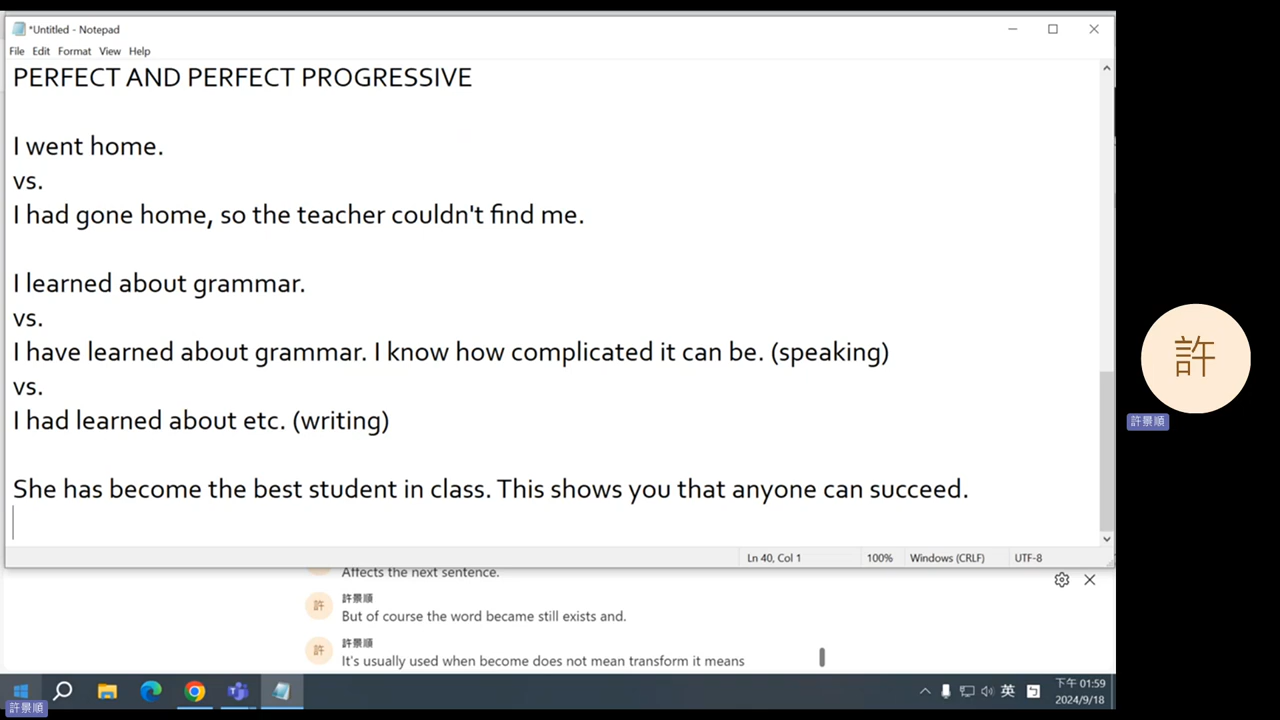 *Untitled - Notepad
File Edit Format View Help
PERFECT AND PERFECT PROGRESSIVE
I went home.
vs.
I had gone home, so the teacher couldn't find me.
I learned about grammar.
vs.
I have learned about grammar. I know how complicated it can be. (speaking)
vs.
I had learned about etc. (writing)
She has become the best student in class. This shows you that anyone can succeed.
Ln 40, Col 1 100% Windows (CRLF) UTF-8
Affects the next sentence.
許
許景順
But of course the word became still exists and.
許
許景順
It's usually used when become does not mean transform it means
許
許景順
英
下午 01:59
2024/9/18
許景順